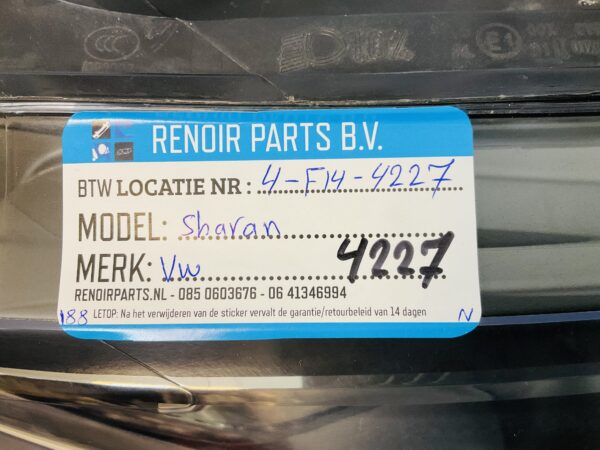 E1
RENOIR PARTS B.V.
BTW LOCATIE NR : 4-F14-4227
MODEL: Sharan
MERK: VW 4227
RENOIRPARTS.NL - 085 0603676 - 06 41346994
188 LETOP: Na het verwijderen van de sticker vervalt de garantie/retourbeleid van 14 dagen N